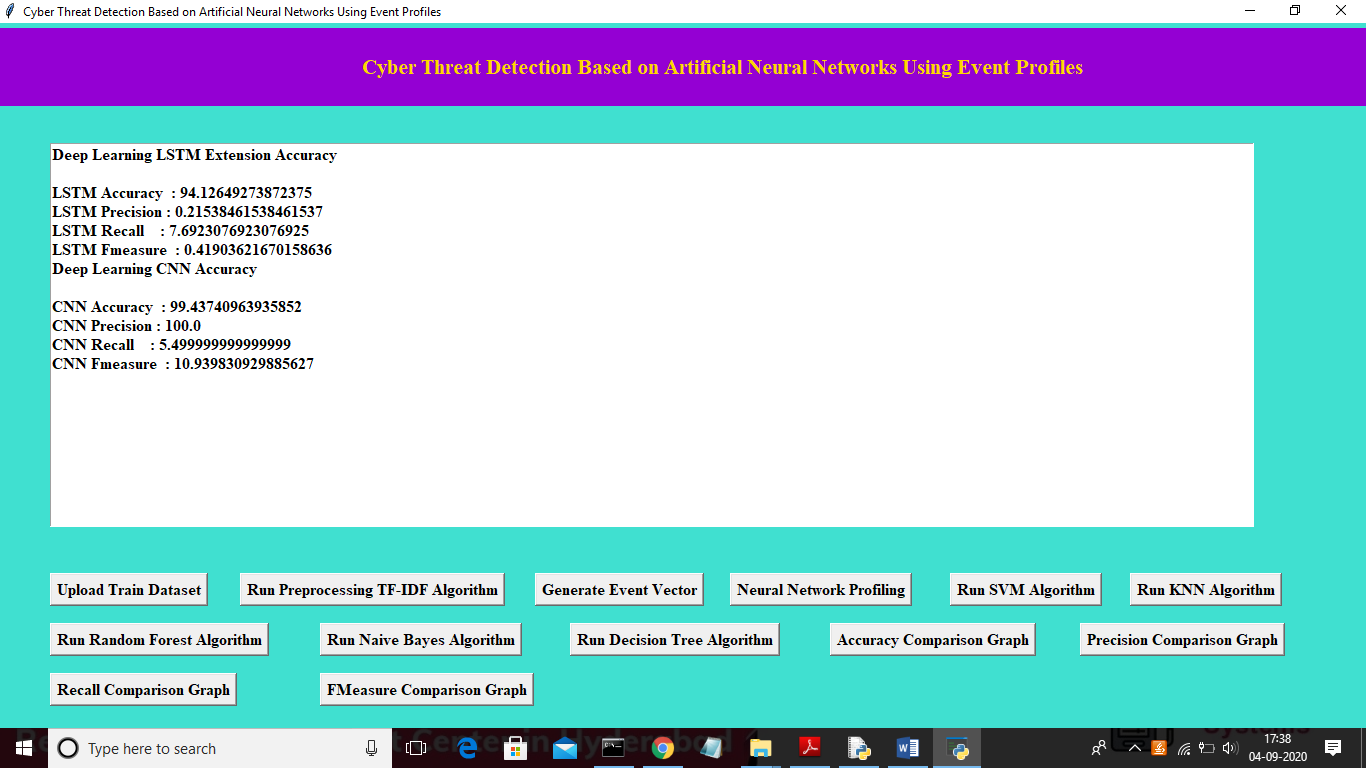 Cyber Threat Detection Based on Artificial Neural Networks Using Event Profiles
Cyber Threat Detection Based on Artificial Neural Networks Using Event Profiles
Deep Learning LSTM Extension Accuracy
LSTM Accuracy : 94.12649273872375
LSTM Precision : 0.21538461538461537
LSTM Recall : 7.6923076923076925
LSTM Fmeasure : 0.41903621670158636
Deep Learning CNN Accuracy
CNN Accuracy : 99.43740963935852
CNN Precision : 100.0
CNN Recall : 5.499999999999999
CNN Fmeasure : 10.939830929885627
Upload Train Dataset Run Preprocessing TF-IDF Algorithm Generate Event Vector Neural Network Profiling Run SVM Algorithm Run KNN Algorithm
Run Random Forest Algorithm Run Naive Bayes Algorithm Run Decision Tree Algorithm Accuracy Comparison Graph Precision Comparison Graph
Recall Comparison Graph FMeasure Comparison Graph
Type here to search
17:38
04-09-2020